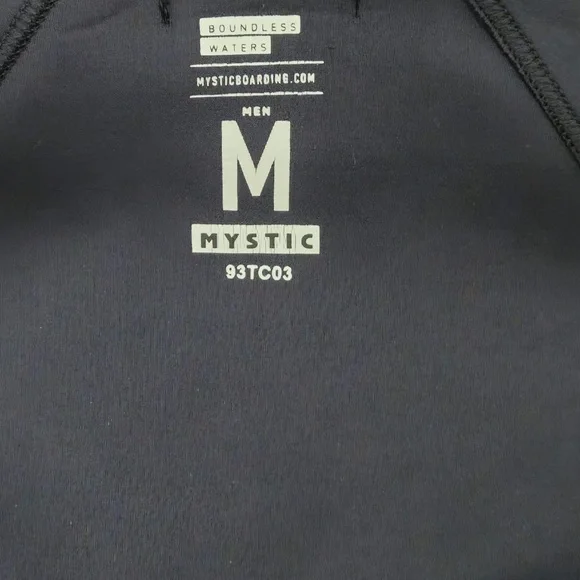 BOUNDLESS
WATERS
MYSTICBOARDING.COM
MEN
M
MYSTIC
93TC03